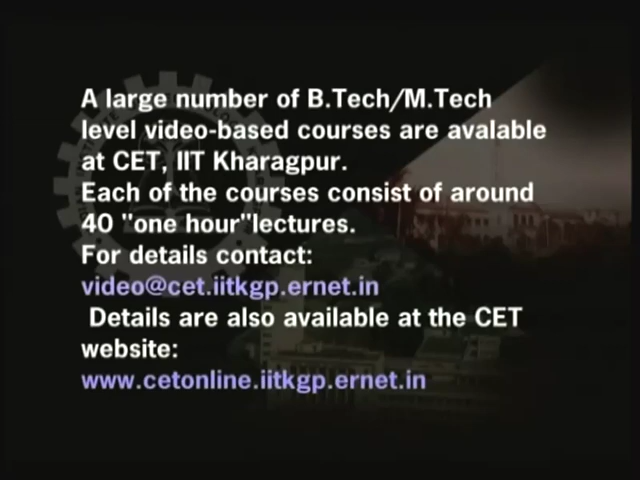 A large number of B.Tech/M.Tech
level video-based courses are avalable
at CET, IIT Kharagpur.
Each of the courses consist of around
40 "one hour"lectures.
For details contact:
video@cet.iitkgp.ernet.in
Details are also available at the CET
website:
www.cetonline.iitkgp.ernet.in